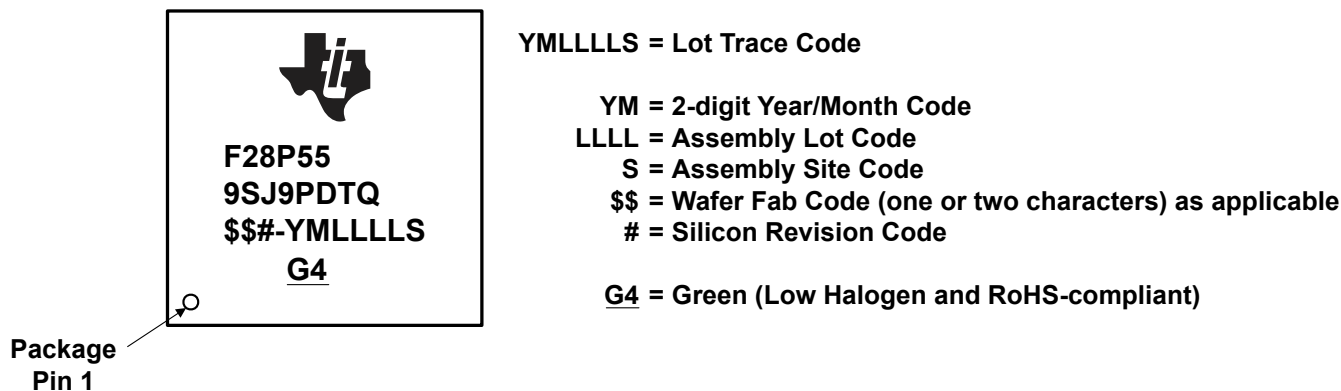 F28P55
9SJ9PDTQ
$$#-YMLLLLS
G4
Package
Pin 1
YMLLLLS = Lot Trace Code
YM = 2-digit Year/Month Code
LLLL = Assembly Lot Code
S = Assembly Site Code
$$ = Wafer Fab Code (one or two characters) as applicable
# = Silicon Revision Code
G4 = Green (Low Halogen and RoHS-compliant)